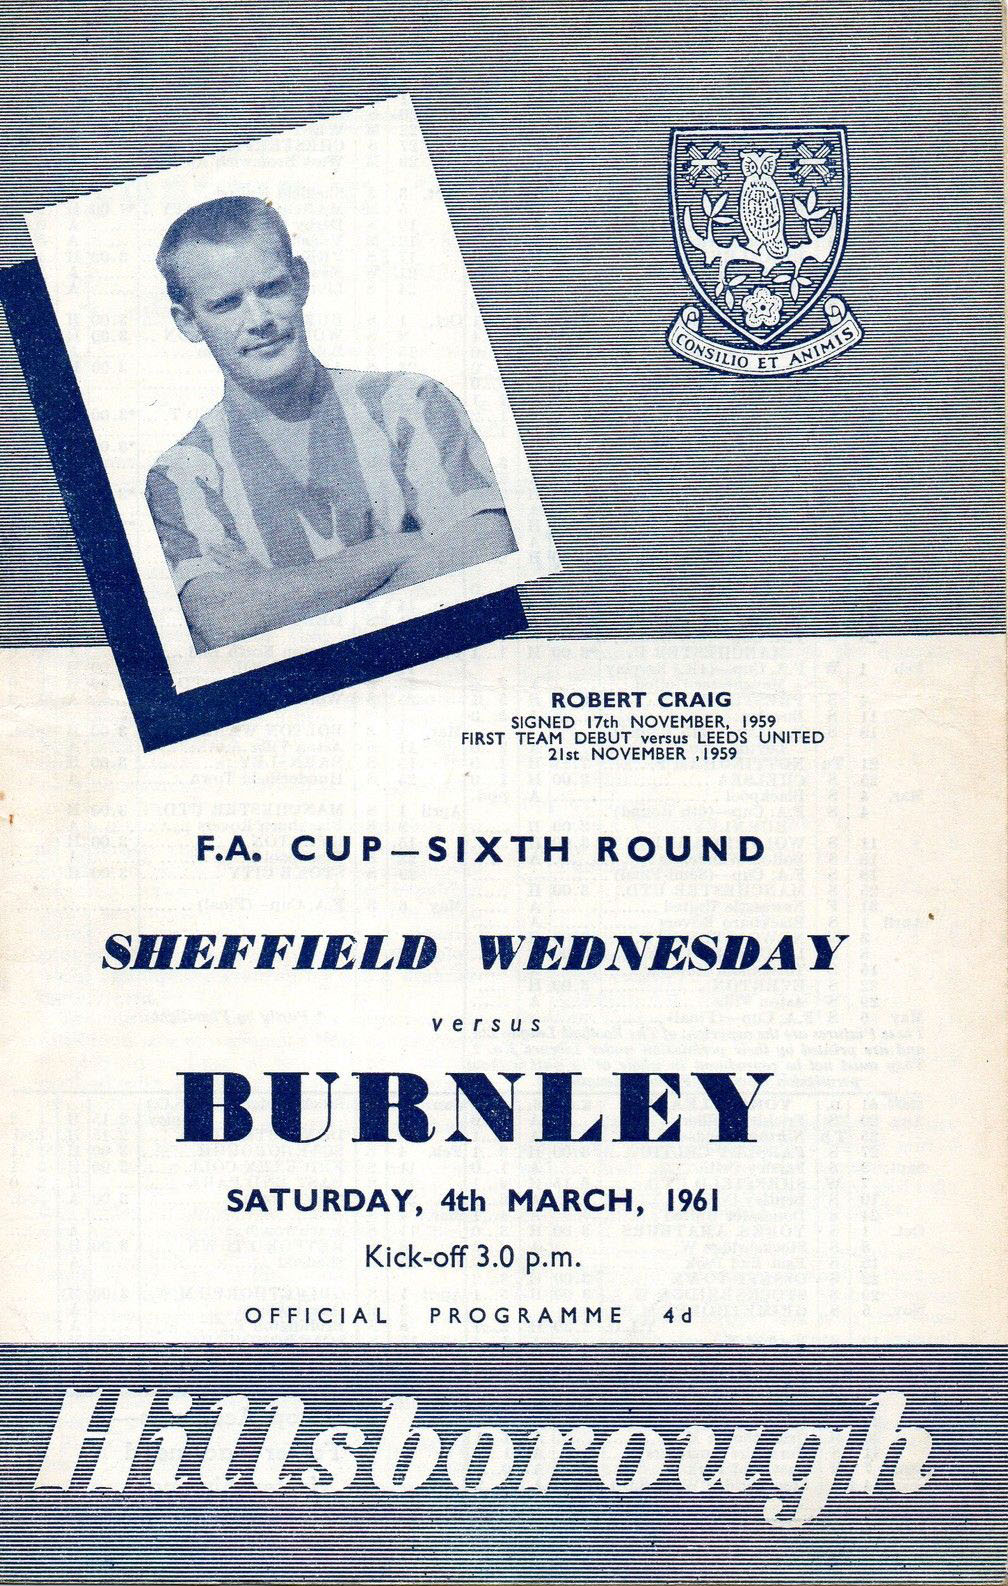 CONSILIO ET ANIMIS
ROBERT CRAIG
SIGNED 17th NOVEMBER, 1959
FIRST TEAM DEBUT versus LEEDS UNITED
21st NOVEMBER ,1959
F.A. CUP—SIXTH ROUND
SHEFFIELD WEDNESDAY
versus
BURNLEY
SATURDAY, 4th MARCH, 1961
Kick-off 3.0 p.m.
OFFICIAL PROGRAMME 4d
Hillsborough